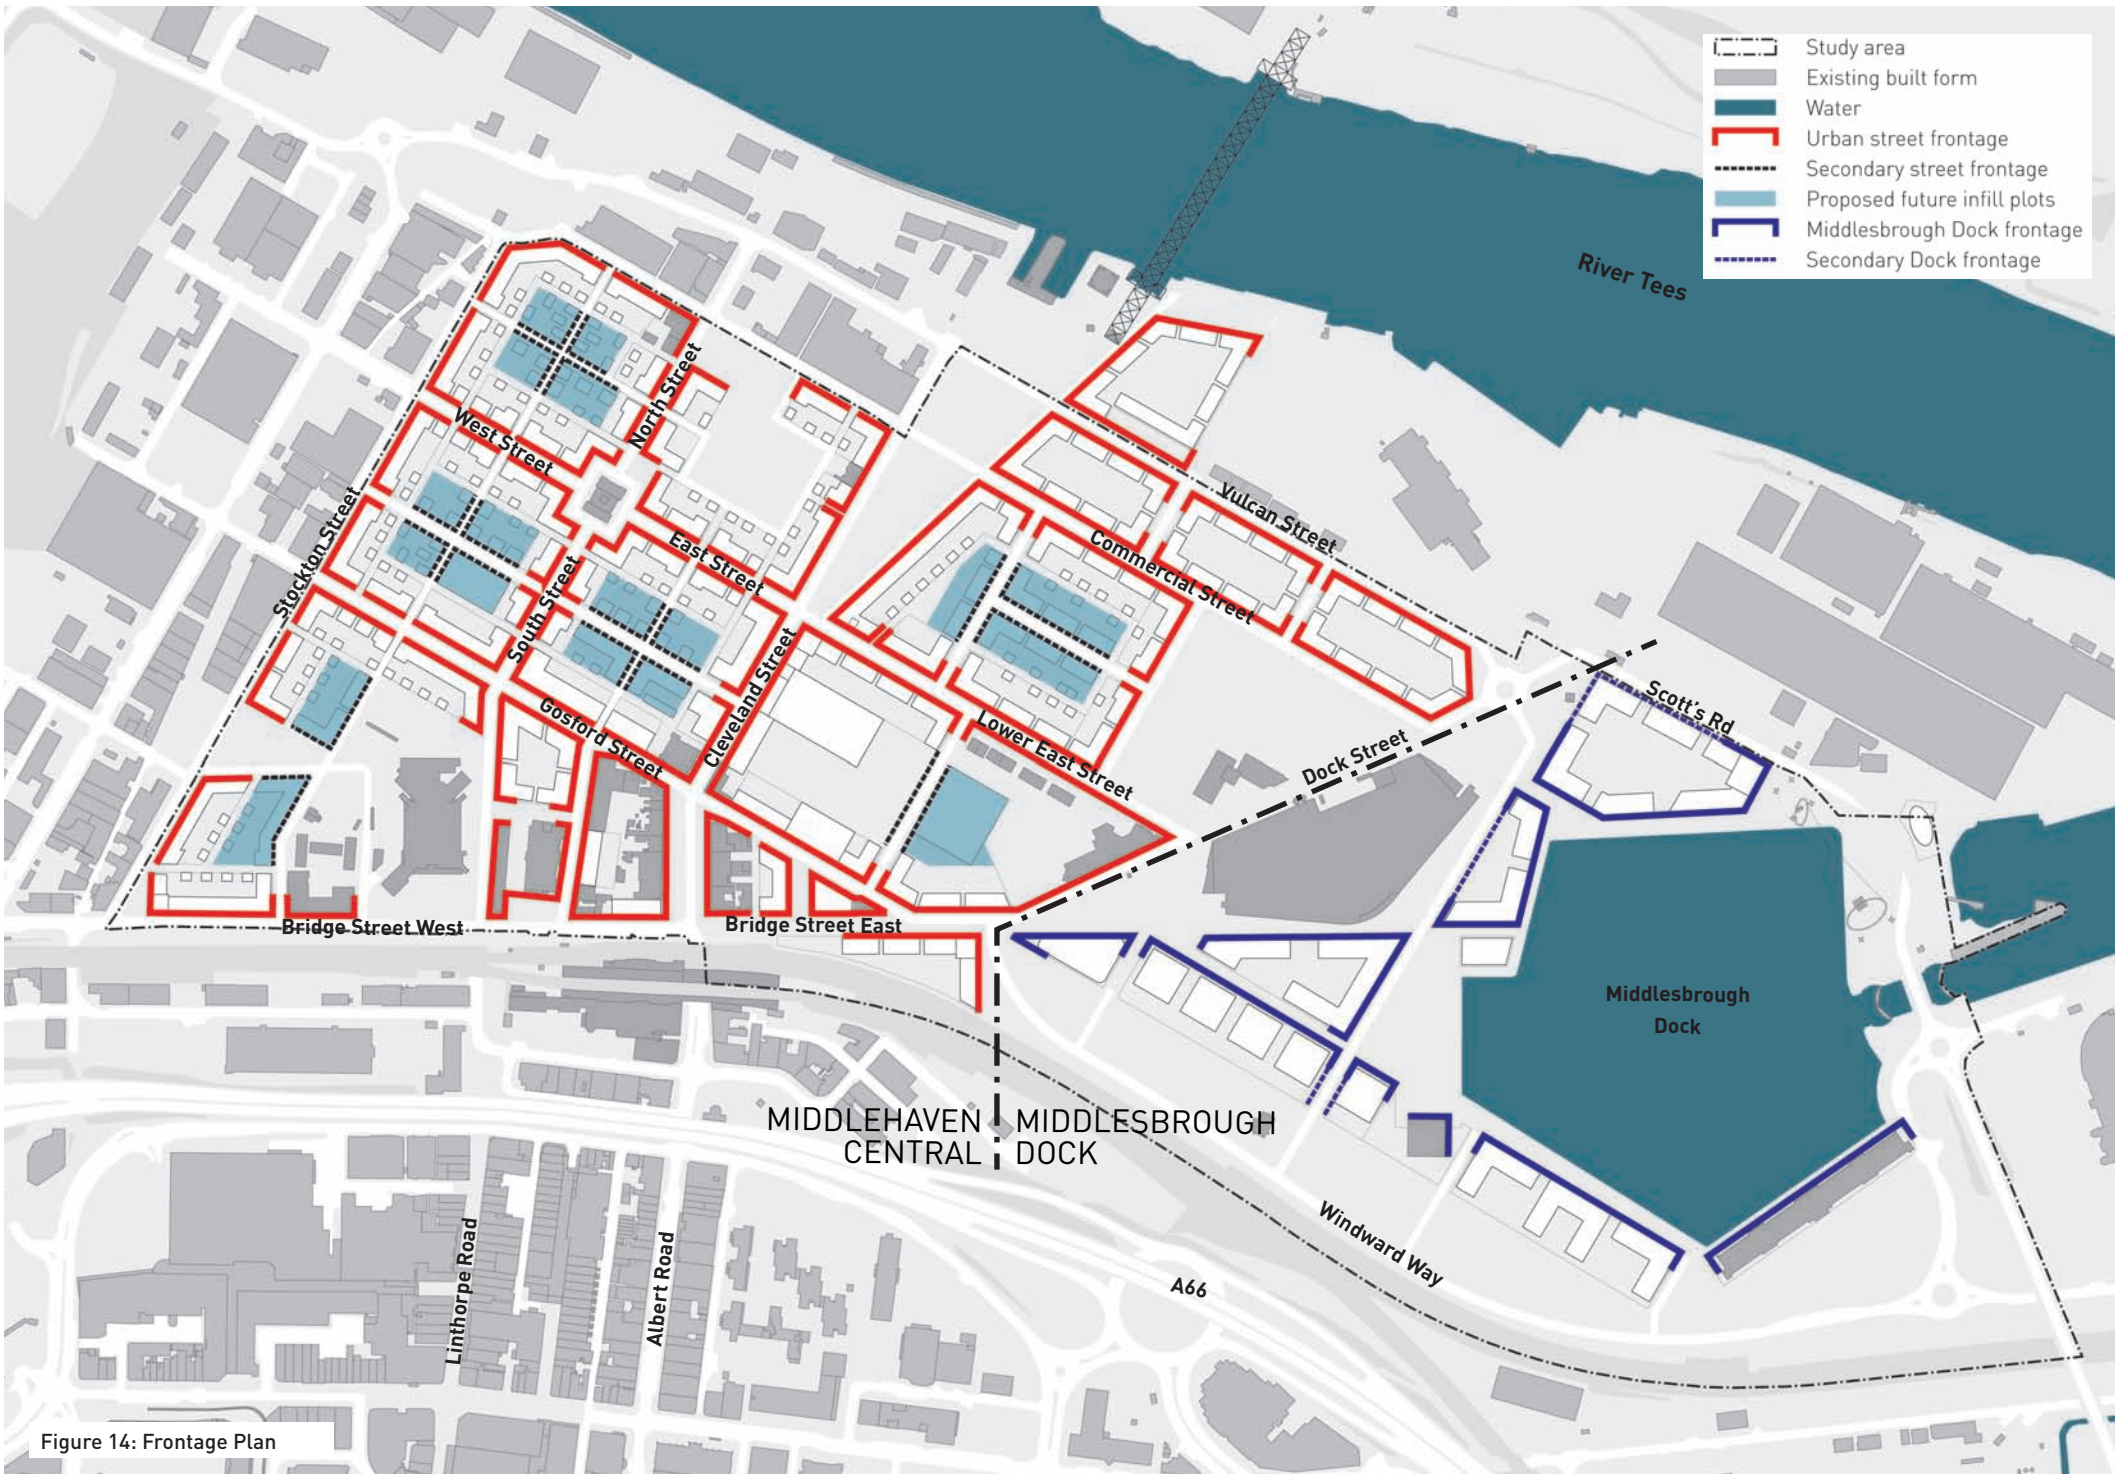 Study area
Existing built form
Water
Urban street frontage
Secondary street frontage
Proposed future infill plots
Middlesbrough Dock frontage
Secondary Dock frontage
River Tees
North Street
West Street
Vulcan Street
Stockton Street
East Street
Commercial Street
South Street
Cleveland Street
Scott's Rd
Gosford Street
Lower East Street
Dock Street
Bridge Street West
Bridge Street East
Middlesbrough
Dock
MIDDLEHAVEN
CENTRAL
MIDDLESBROUGH
DOCK
Windward Way
Linthorpe Road
Albert Road
A66
Figure 14: Frontage Plan